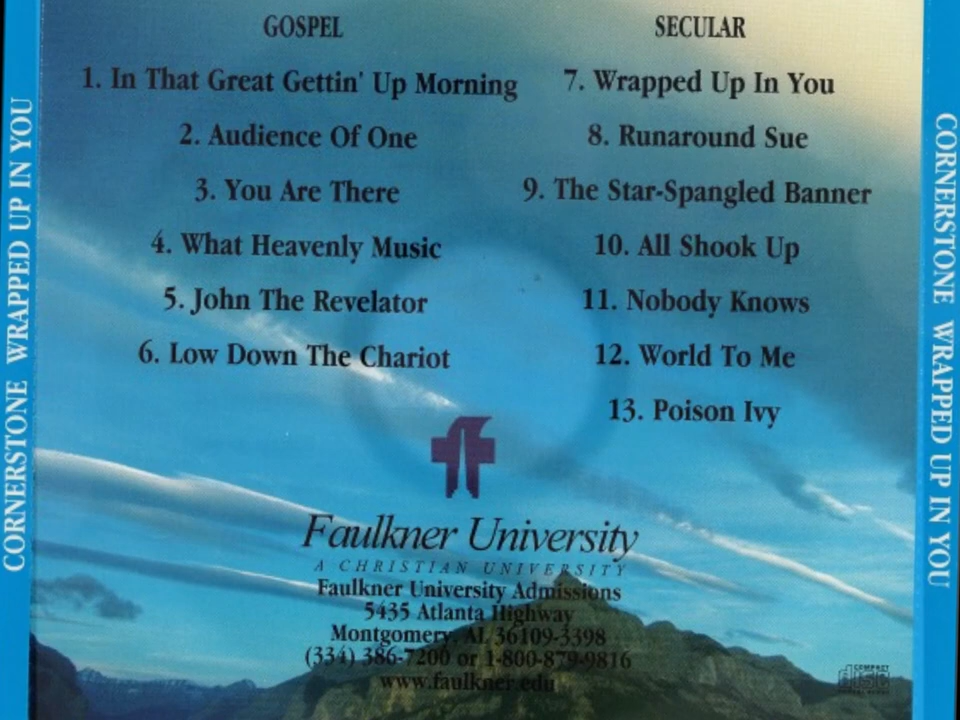 GOSPEL
1. In That Great Gettin' Up Morning
2. Audience Of One
3. You Are There
4. What Heavenly Music
5. John The Revelator
6. Low Down The Chariot
SECULAR
7. Wrapped Up In You
8. Runaround Sue
9. The Star-Spangled Banner
10. All Shook Up
11. Nobody Knows
12. World To Me
13. Poison Ivy
Faulkner University
A CHRISTIAN UNIVERSITY
Faulkner University Admissions
5435 Atlanta Highway
Montgomery, AL 36109-3398
(334) 386-7200 or 1-800-879-9816
www.faulkner.edu
COMPACT
disc
DIGITAL AUDIO
CORNERSTONE WRAPPED UP IN YOU
CORNERSTONE WRAPPED UP IN YOU